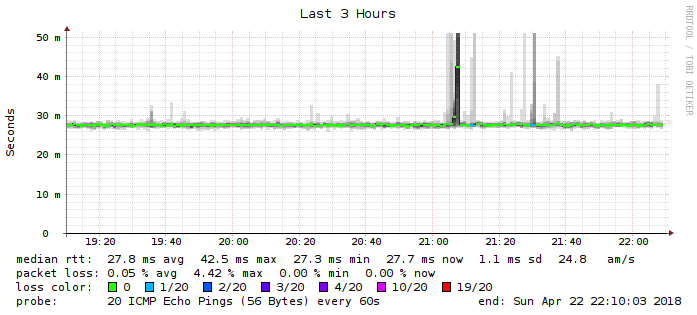 Last 3 Hours
RRDTOOL / TOBI OETIKER
Seconds
50 m
40 m
30 m
20 m
10 m
0
19:20 19:40 20:00 20:20 20:40 21:00 21:20 21:40 22:00
median rtt: 27.8 ms avg 42.5 ms max 27.3 ms min 27.7 ms now 1.1 ms sd 24.8 am/s
packet loss: 0.05 % avg 4.42 % max 0.00 % min 0.00 % now
loss color: 0 1/20 2/20 3/20 4/20 10/20 19/20
probe: 20 ICMP Echo Pings (56 Bytes) every 60s end: Sun Apr 22 22:10:03 2018